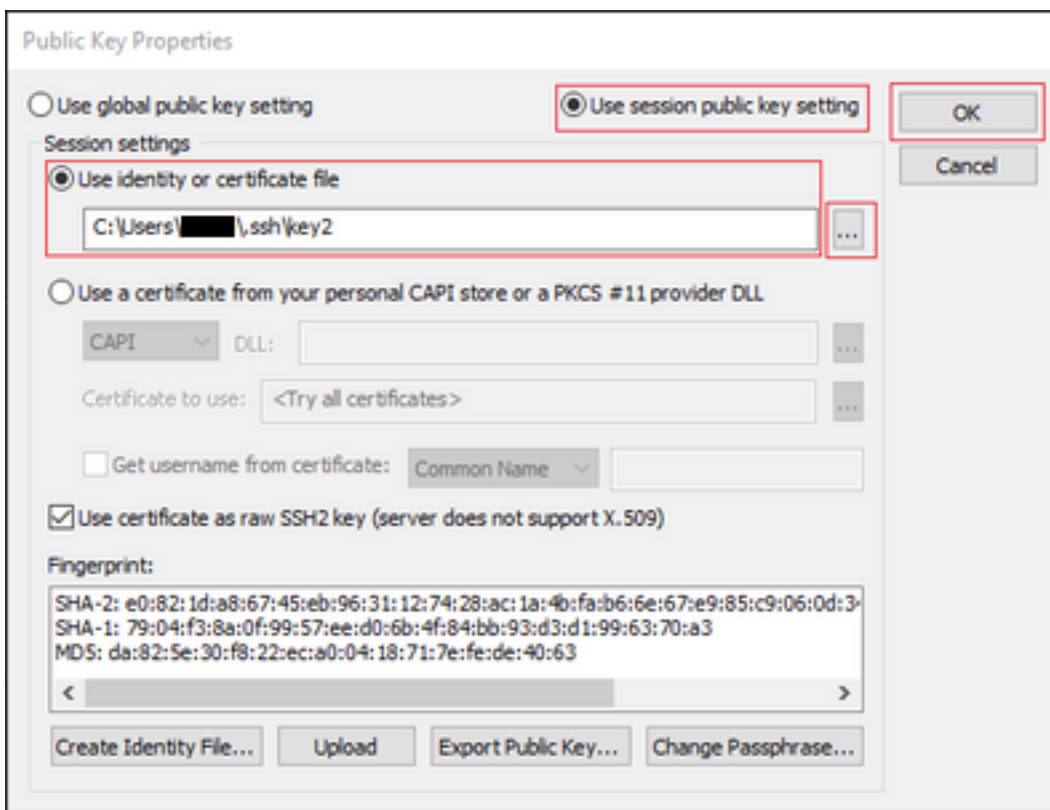 Public Key Properties
Use global public key setting
Use session public key setting
OK
Session settings
Cancel
Use identity or certificate file
C:\Users\ \.ssh\key2
...
Use a certificate from your personal CAPI store or a PKCS #11 provider DLL
CAPI DLL: ...
Certificate to use: <Try all certificates> ...
Get username from certificate: Common Name
Use certificate as raw SSH2 key (server does not support X.509)
Fingerprint:
SHA-2: e0:82:1d:a8:67:45:eb:96:31:12:74:28:ac:1a:4b:fa:b6:6e:67:e9:85:c9:06:0d:3
SHA-1: 79:04:f3:8a:0f:99:57:ee:d0:6b:4f:84:bb:93:d3:d1:99:63:70:a3
MD5: da:82:5e:30:f8:22:ec:a0:04:18:71:7e:fe:de:40:63
Create Identity File... Upload Export Public Key... Change Passphrase...